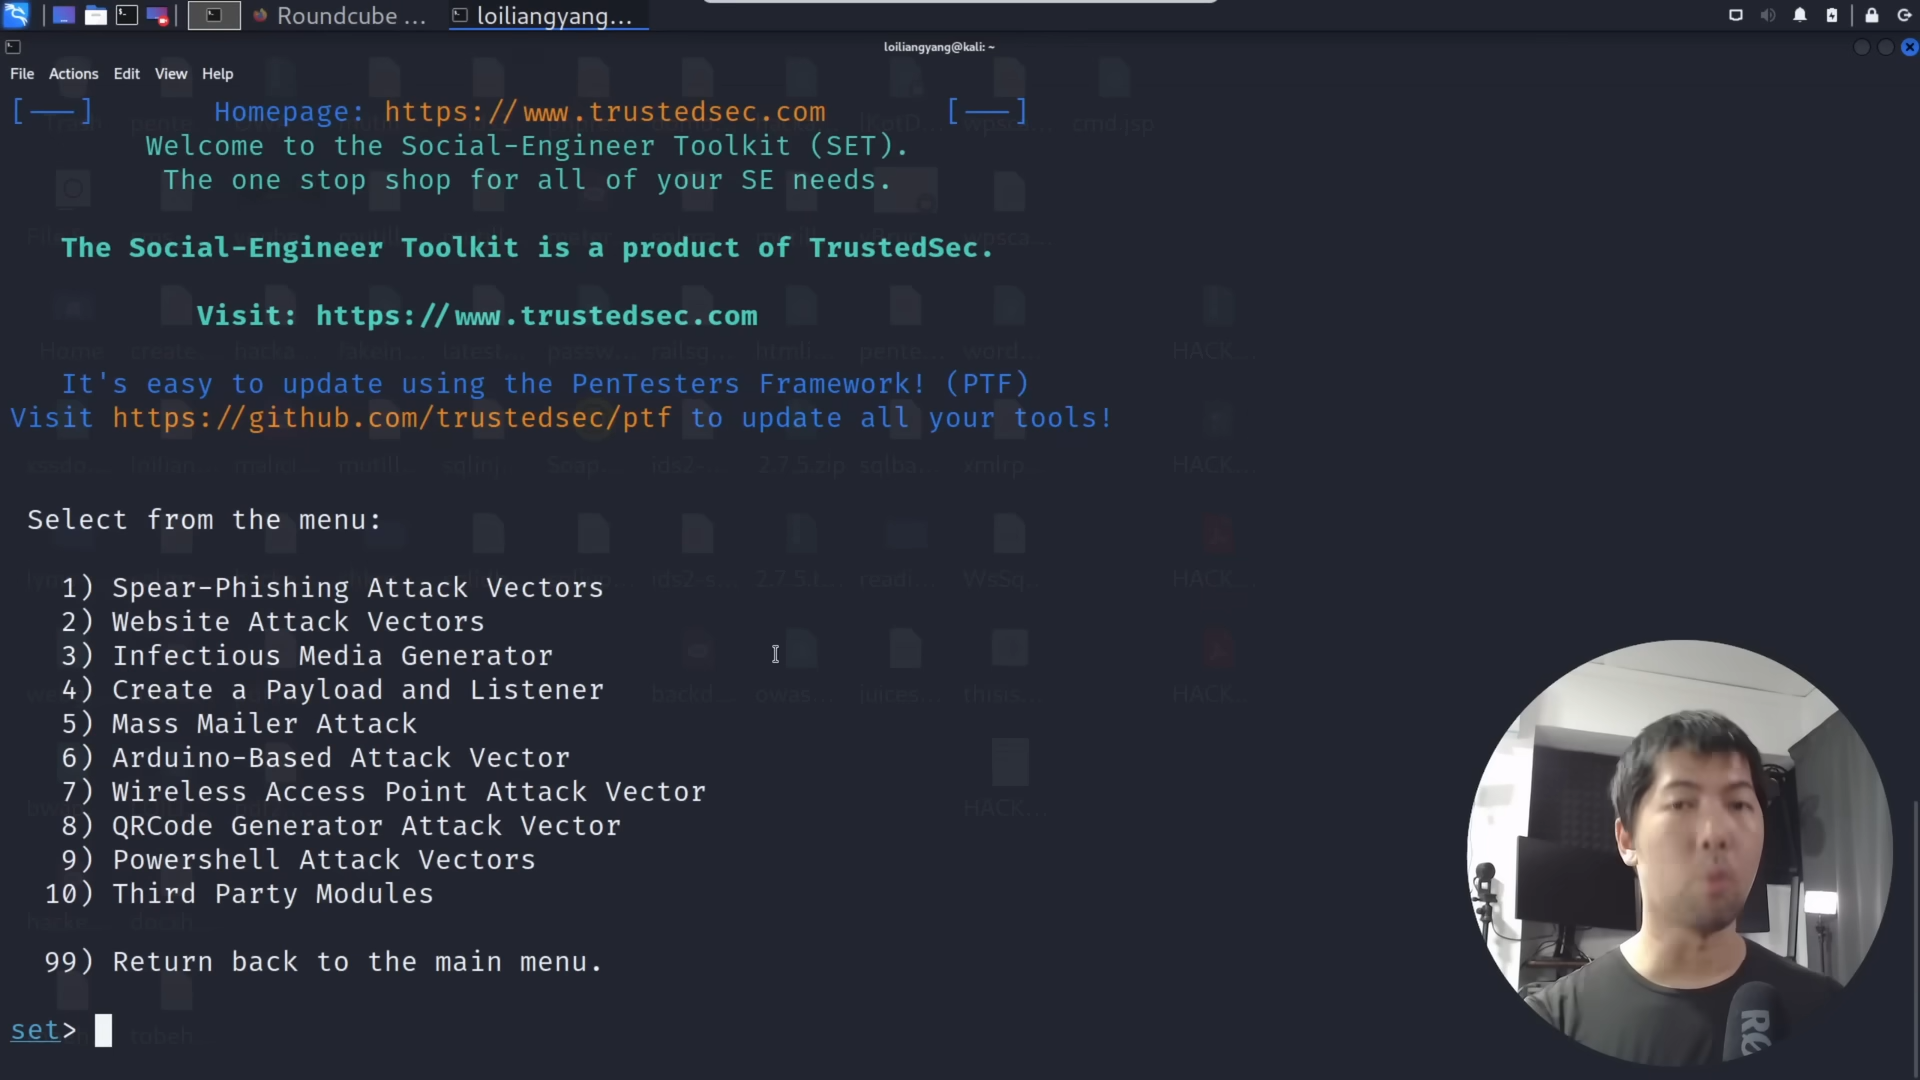 Roundcube ...
loiliangyang...
loiliangyang@kali: ~
File Actions Edit View Help
[---] Homepage: https://www.trustedsec.com [---]
Welcome to the Social-Engineer Toolkit (SET).
The one stop shop for all of your SE needs.
The Social-Engineer Toolkit is a product of TrustedSec.
Visit: https://www.trustedsec.com
It's easy to update using the PenTesters Framework! (PTF)
Visit https://github.com/trustedsec/ptf to update all your tools!
Select from the menu:
1) Spear-Phishing Attack Vectors
2) Website Attack Vectors
3) Infectious Media Generator
4) Create a Payload and Listener
5) Mass Mailer Attack
6) Arduino-Based Attack Vector
7) Wireless Access Point Attack Vector
8) QRCode Generator Attack Vector
9) Powershell Attack Vectors
10) Third Party Modules
99) Return back to the main menu.
set>